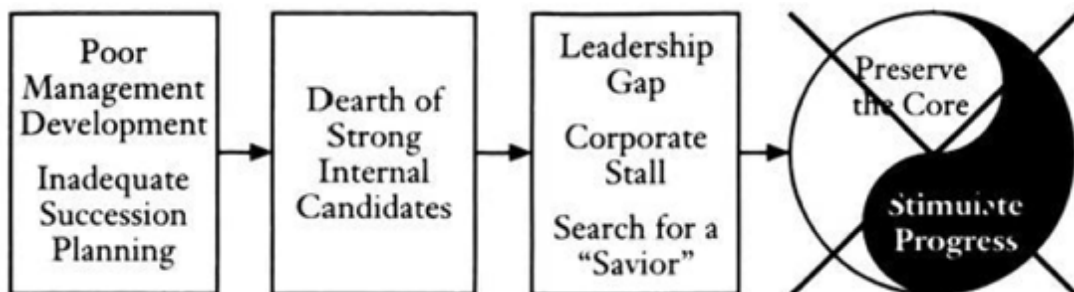 Poor
Management
Development
Inadequate
Succession
Planning
Dearth of
Strong
Internal
Candidates
Leadership
Gap
Corporate
Stall
Search for a
“Savior”
Preserve
the Core
Stimulate
Progress